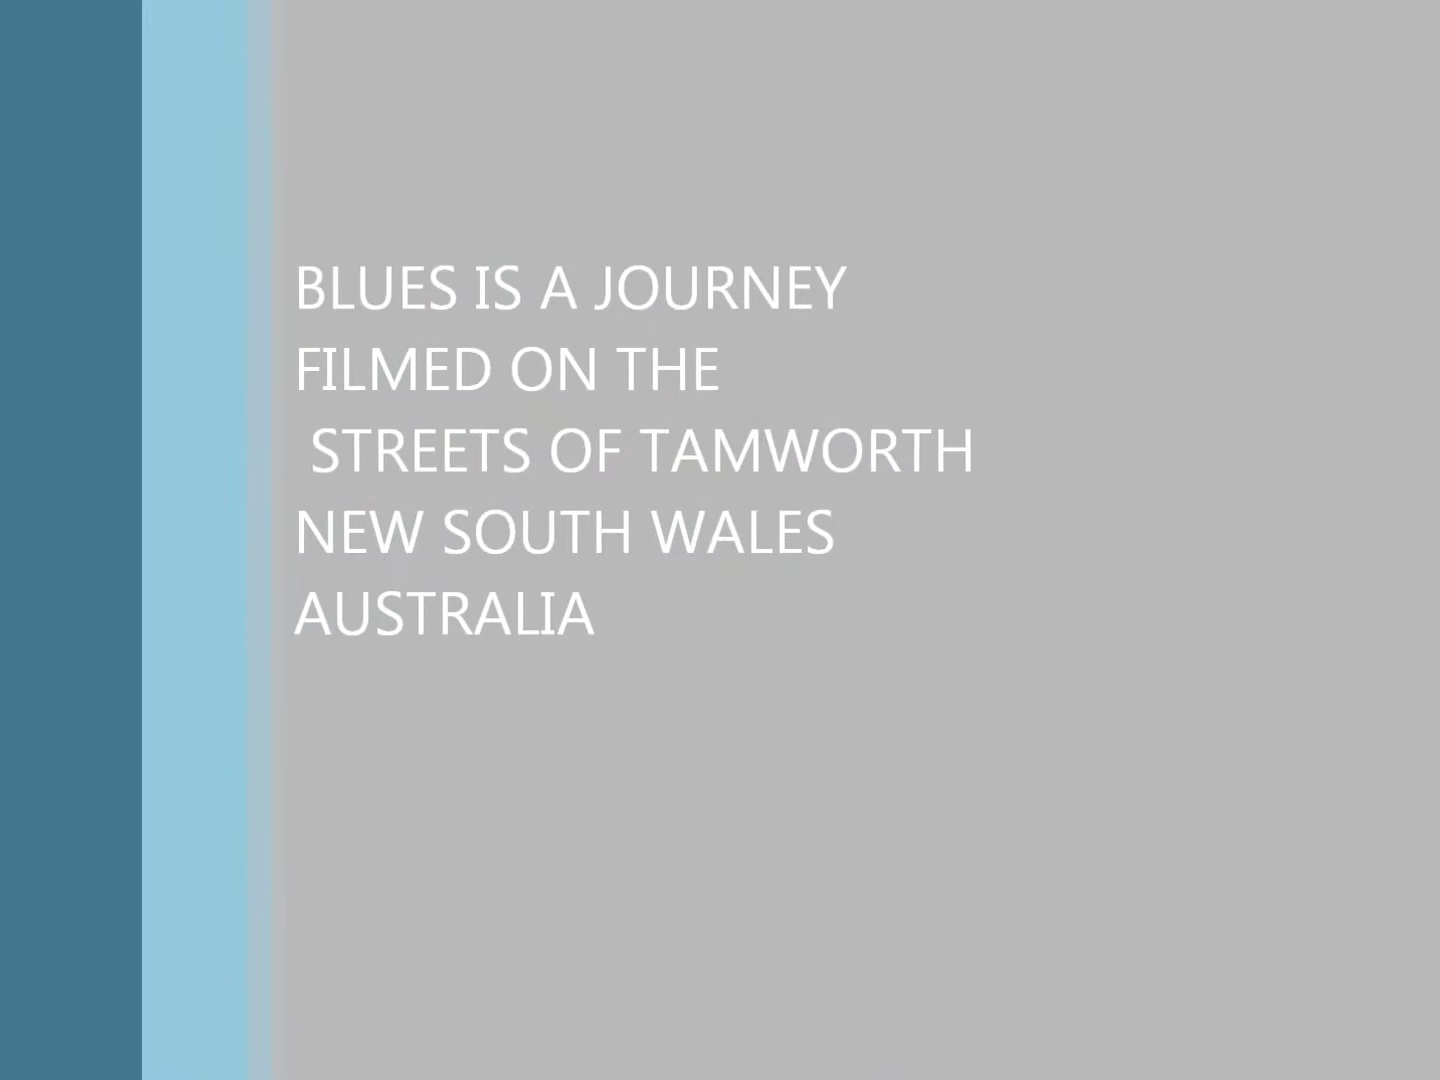 BLUES IS A JOURNEY
FILMED ON THE
STREETS OF TAMWORTH
NEW SOUTH WALES
AUSTRALIA